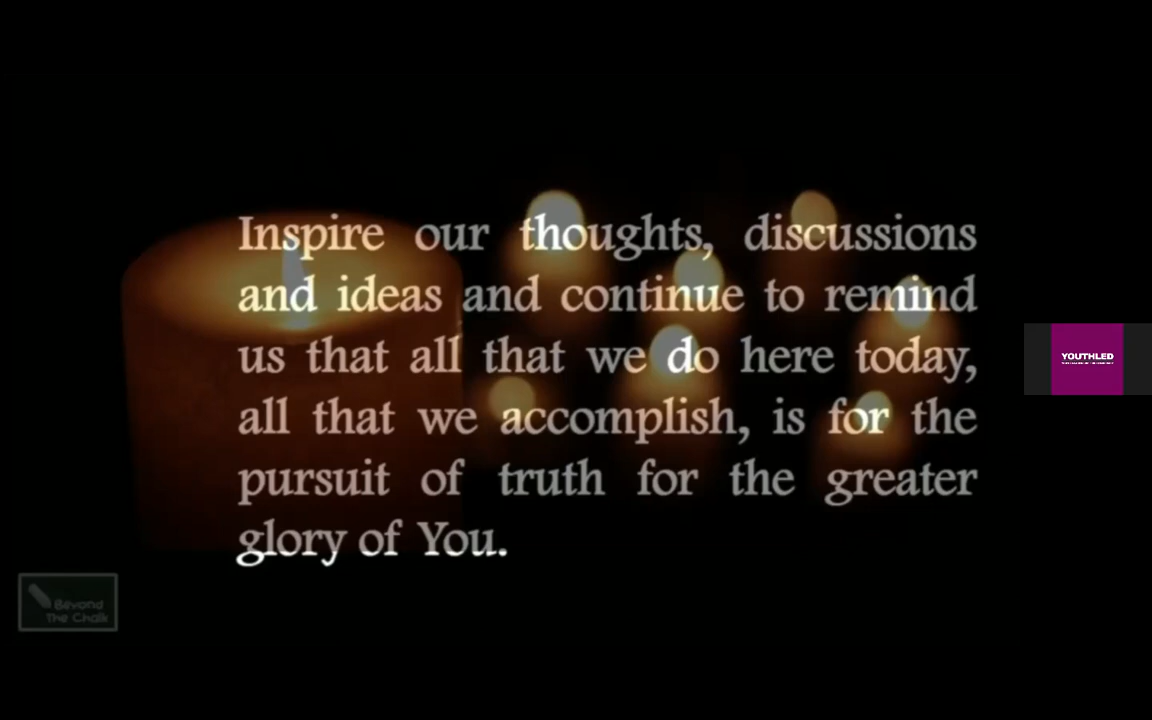 Inspire our thoughts, discussions
and ideas and continue to remind
us that all that we do here today,
all that we accomplish, is for the
pursuit of truth for the greater
glory of You.
YOUTHLED
Beyond
The Chalk